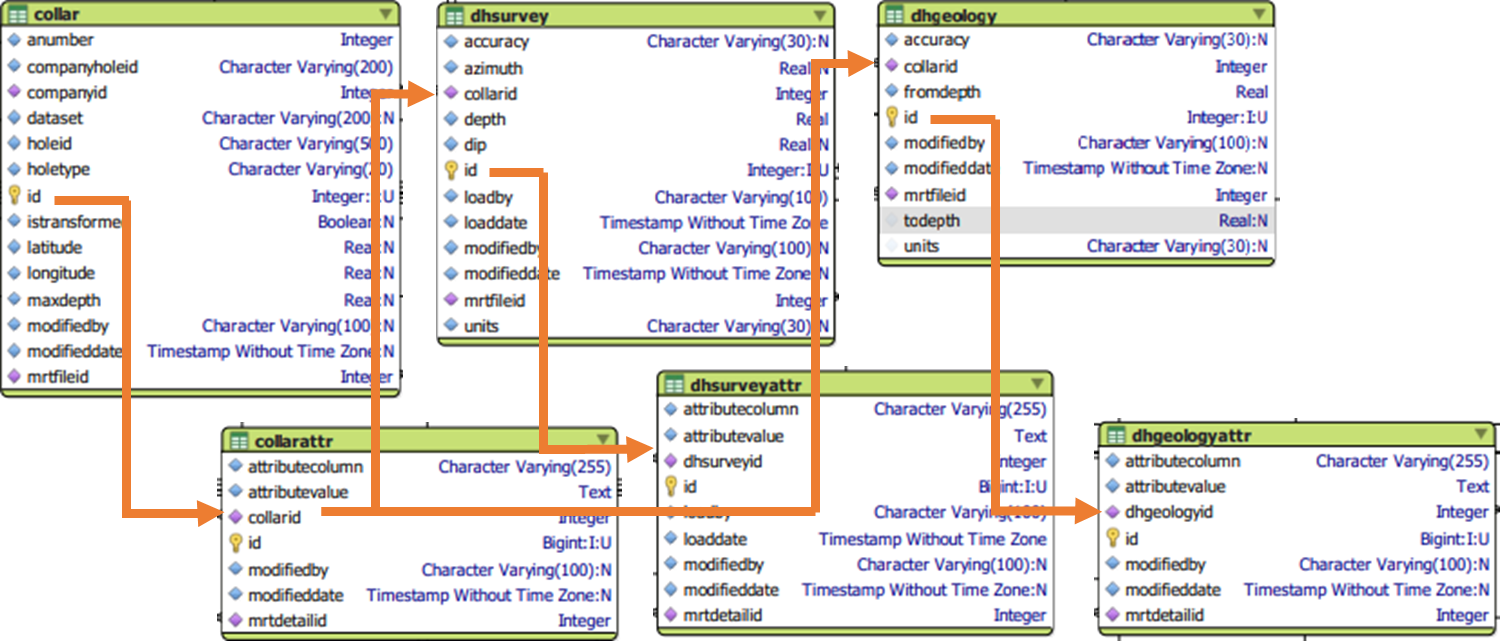 collar
anumber Integer
companyholeid Character Varying(200)
companyid Integer
dataset Character Varying(200):N
holeid Character Varying(500)
holetype Character Varying(20)
id Integer:I:U
istransformed Boolean:N
latitude Real:N
longitude Real:N
maxdepth Real:N
modifiedby Character Varying(100):N
modifieddate Timestamp Without Time Zone:N
mrtfileid Integer
dhsurvey
accuracy Character Varying(30):N
azimuth Real:N
collarid Integer
depth Real
dip Real:N
id Integer:I:U
loadby Character Varying(100)
loaddate Timestamp Without Time Zone
modifiedby Character Varying(100):N
modifieddate Timestamp Without Time Zone:N
mrtfileid Integer
units Character Varying(30):N
dhgeology
accuracy Character Varying(30):N
collarid Integer
fromdepth Real
id Integer:I:U
modifiedby Character Varying(100):N
modifieddate Timestamp Without Time Zone:N
mrtfileid Integer
todepth Real:N
units Character Varying(30):N
collarattr
attributecolumn Character Varying(255)
attributevalue Text
collarid Integer
id Bigint:I:U
modifiedby Character Varying(100):N
modifieddate Timestamp Without Time Zone:N
mrtdetailid Integer
dhsurveyattr
attributecolumn Character Varying(255)
attributevalue Text
dhsurveyid Integer
id Bigint:I:U
loadby Character Varying(100)
loaddate Timestamp Without Time Zone
modifiedby Character Varying(100):N
modifieddate Timestamp Without Time Zone:N
mrtdetailid Integer
dhgeologyattr
attributecolumn Character Varying(255)
attributevalue Text
dhgeologyid Integer
id Bigint:I:U
modifiedby Character Varying(100):N
modifieddate Timestamp Without Time Zone:N
mrtdetailid Integer